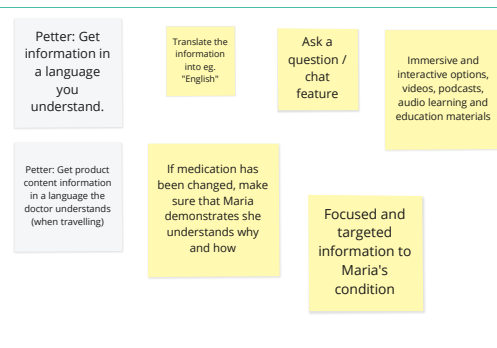 Petter: Get
information in
a language
you
understand.
Translate the
information
into eg.
"English"
Ask a
question /
chat
feature
Immersive and
interactive options,
videos, podcasts,
audio learning and
education materials
Petter: Get product
content information
in a language the
doctor understands
(when travelling)
If medication has
been changed, make
sure that Maria
demonstrates she
understands why
and how
Focused and
targeted
information to
Maria's
condition